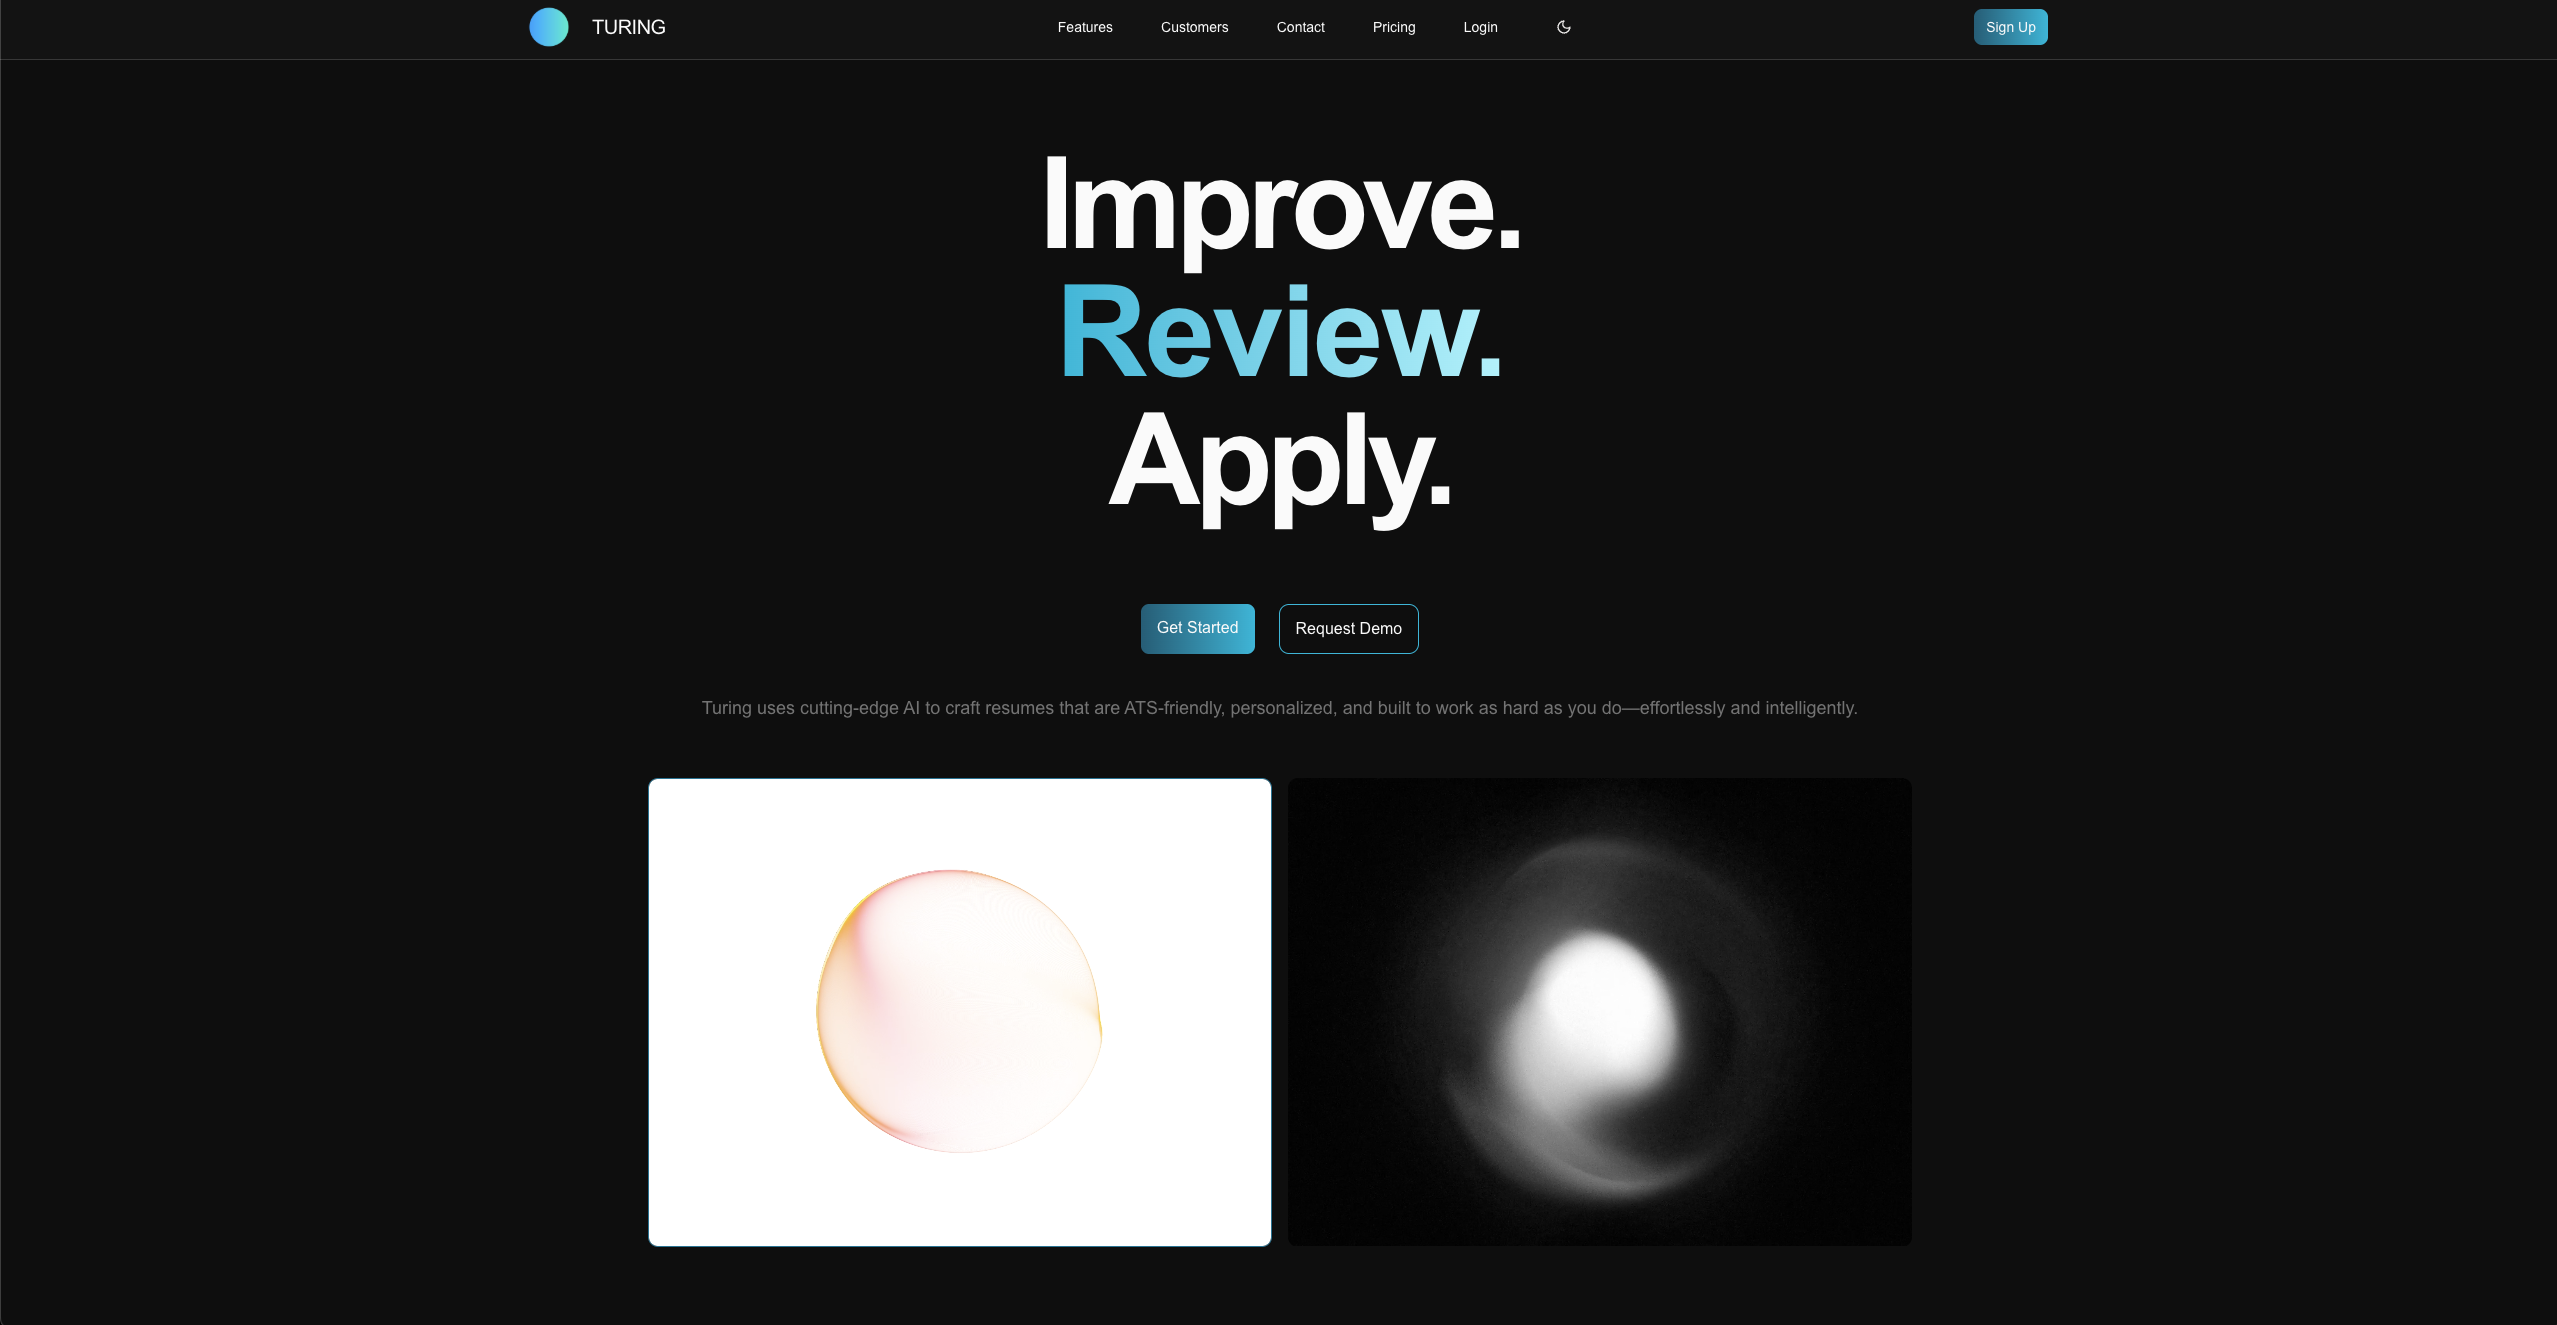 TURING
Features
Customers
Contact
Pricing
Login
Sign Up
Improve.
Review.
Apply.
Get Started
Request Demo
Turing uses cutting-edge AI to craft resumes that are ATS-friendly, personalized, and built to work as hard as you do—effortlessly and intelligently.